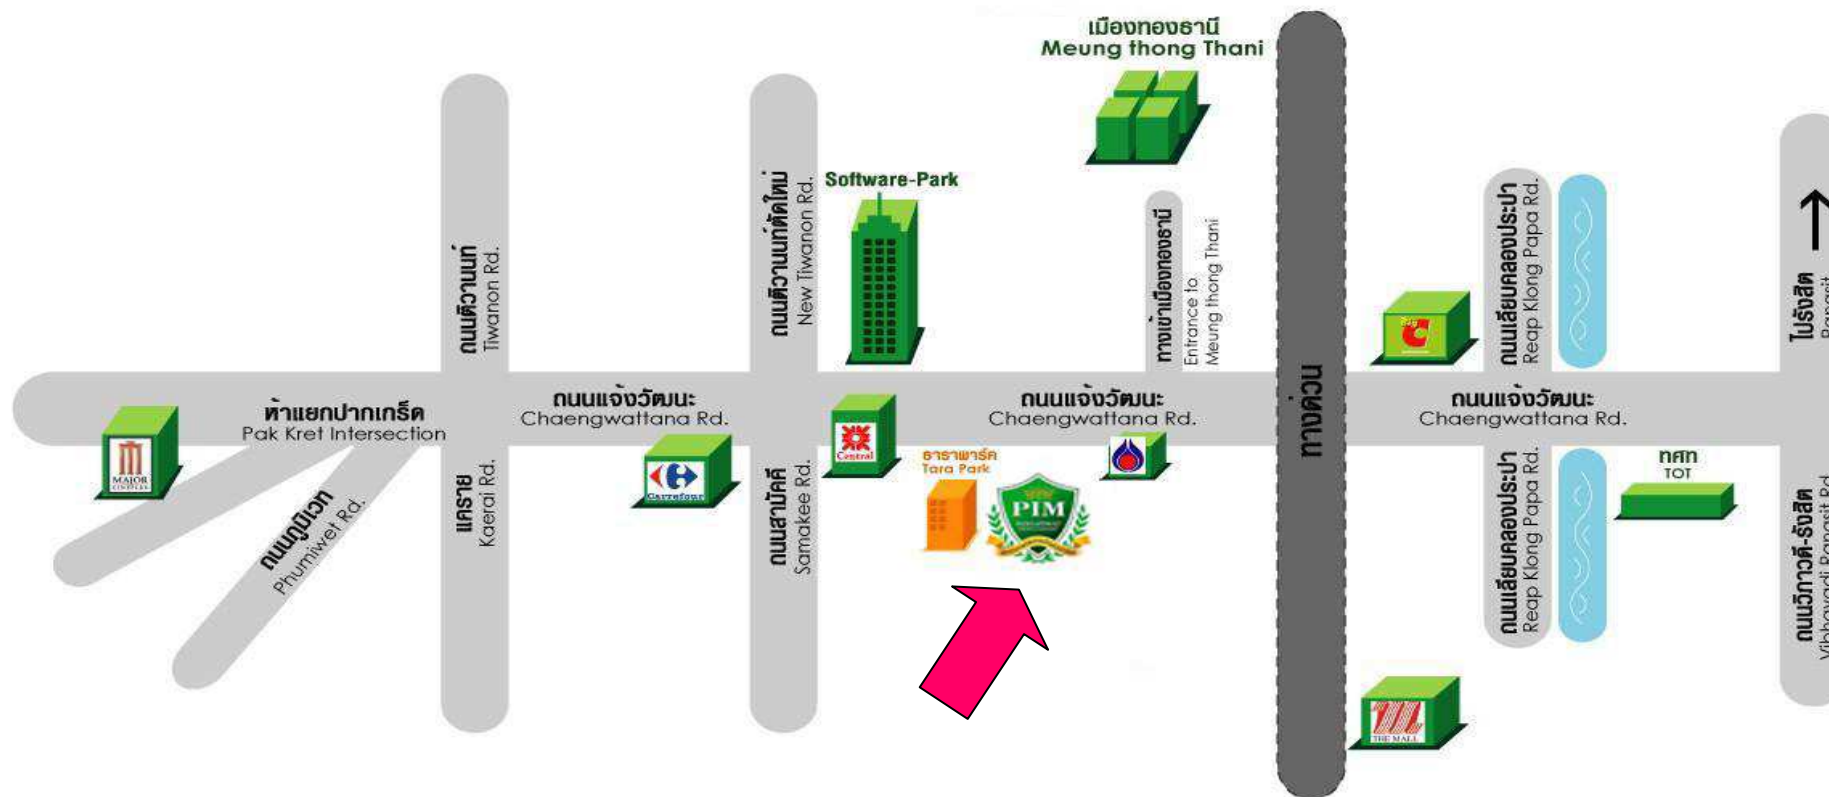 เมืองทองธานี
Meung thong Thani
Software-Park
ถนนติวานนท์
Tiwanon Rd.
ถนนติวานนท์ตัดใหม่
New Tiwanon Rd.
ทางเข้าเมืองทองธานี
Entrance to
Meung thong Thani
Big
C
ถนนเลียบคลองประปา
Reap Klong Papa Rd.
ไปรังสิต
Rangsit
ห้าแยกปากเกร็ด
Pak Kret Intersection
ถนนแจ้งวัฒนะ
Chaengwattana Rd.
ถนนแจ้งวัฒนะ
Chaengwattana Rd.
ทางด่วน
ถนนแจ้งวัฒนะ
Chaengwattana Rd.
MAJOR
CINEPLEX
ถนนภูมิเวท
Phumiwet Rd.
แคราย
Kaerai Rd.
Carrefour
ถนนสามัคคี
Samakee Rd.
Central
ธาราพาร์ค
Tara Park
PIM
ถนนเลียบคลองประปา
Reap Klong Papa Rd.
ทศท
TOT
ถนนวิภาวดี-รังสิต
Vibhavadi Rangsit Rd.
THE MALL